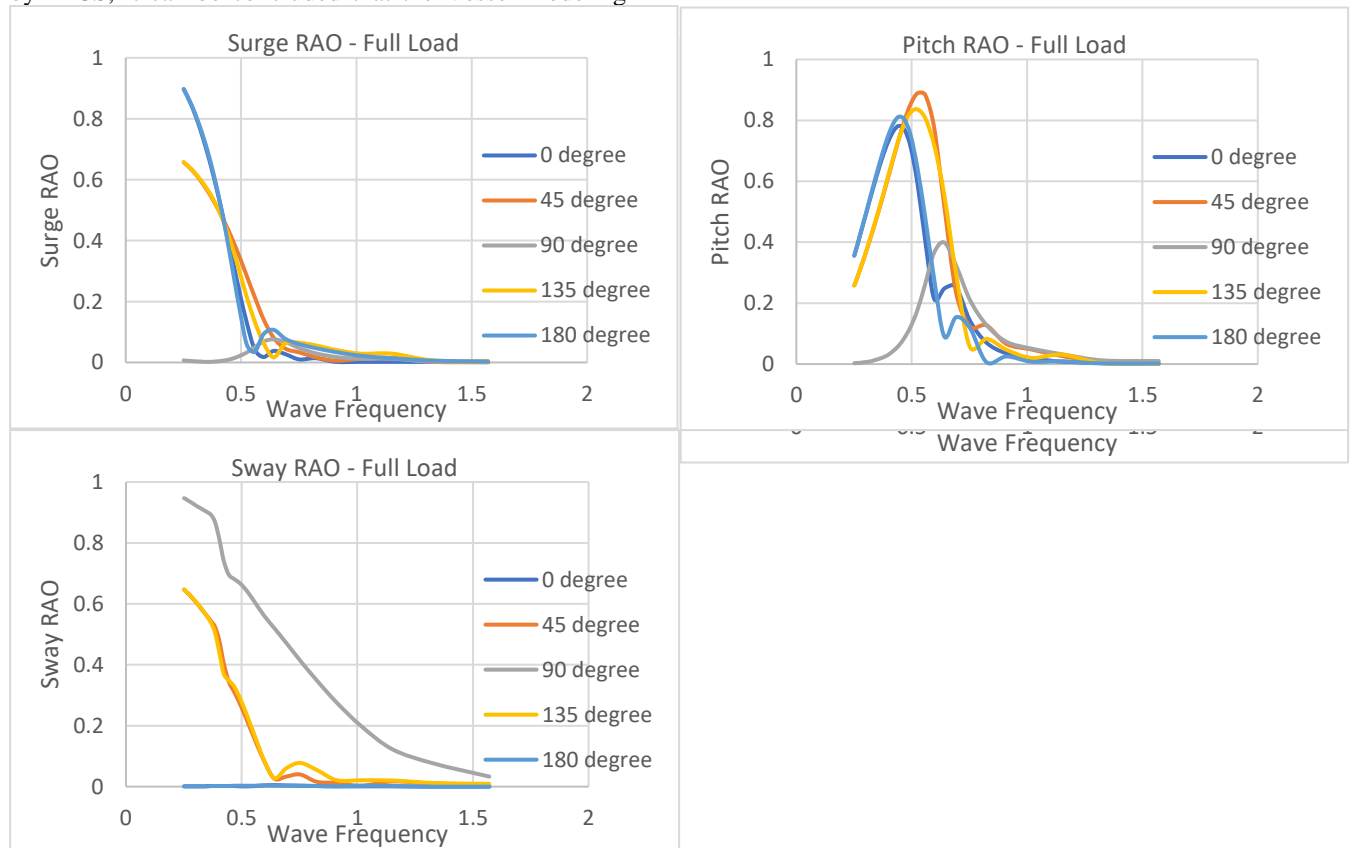 Surge RAO - Full Load
1
0.8
0.6
0.4
0.2
0
0 0.5 1 1.5 2
Surge RAO
Wave Frequency
0 degree
45 degree
90 degree
135 degree
180 degree
Pitch RAO - Full Load
1
0.8
0.6
0.4
0.2
0
0 0.5 1 1.5 2
Pitch RAO
Wave Frequency
0 degree
45 degree
90 degree
135 degree
180 degree
Wave Frequency
Sway RAO - Full Load
1
0.8
0.6
0.4
0.2
0
0 0.5 1 1.5 2
Sway RAO
Wave Frequency
0 degree
45 degree
90 degree
135 degree
180 degree